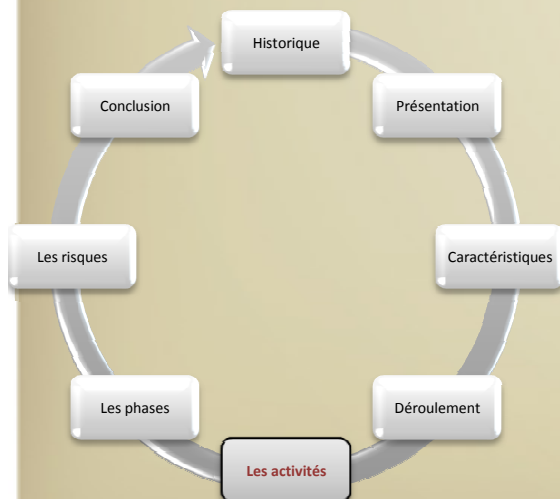 Historique
Présentation
Caractéristiques
Déroulement
Les activités
Les phases
Les risques
Conclusion